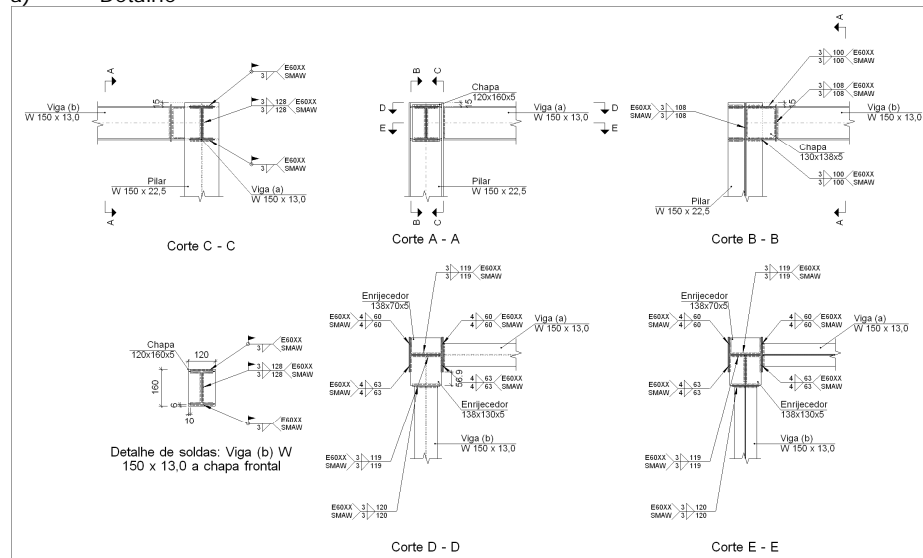 a) Detalhe
A
C
E60XX
3 SMAW
3 128 E60XX
3 128 SMAW
E60XX
3 SMAW
Viga (b)
W 150 x 13,0
15
Pilar
W 150 x 22,5
Viga (a)
W 150 x 13,0
A
Corte C - C
B C
Chapa
120x160x5
D D
E E
15
Viga (a)
W 150 x 13,0
Pilar
W 150 x 22,5
B C
Corte A - A
A
3 100 E60XX
3 100 SMAW
3 108 E60XX
3 108 SMAW
E60XX 3 108
SMAW 3 108
15
Viga (b)
W 150 x 13,0
Chapa
130x138x5
3 100 E60XX
3 100 SMAW
Pilar
W 150 x 22,5
A
Corte B - B
Chapa
120x160x5
120
160
6
10
E60XX
3 SMAW
3 128 E60XX
3 128 SMAW
E60XX
3 SMAW
Detalhe de soldas: Viga (b) W
150 x 13,0 a chapa frontal
3 119 E60XX
3 119 SMAW
Enrijecedor
138x70x5
E60XX 4 60
SMAW 4 60
4 60 E60XX
4 60 SMAW
Viga (a)
W 150 x 13,0
E60XX 4 63
SMAW 4 63
56.9
4 63 E60XX
4 63 SMAW
Enrijecedor
138x130x5
Viga (b)
W 150 x 13,0
E60XX 3 119
SMAW 3 119
E60XX 3 120
SMAW 3 120
Corte D - D
3 119 E60XX
3 119 SMAW
Enrijecedor
138x70x5
E60XX 4 60
SMAW 4 60
4 60 E60XX
4 60 SMAW
Viga (a)
W 150 x 13,0
E60XX 4 63
SMAW 4 63
4 63 E60XX
4 63 SMAW
Enrijecedor
138x130x5
Viga (b)
W 150 x 13,0
E60XX 3 119
SMAW 3 119
E60XX 3 120
SMAW 3 120
Corte E - E